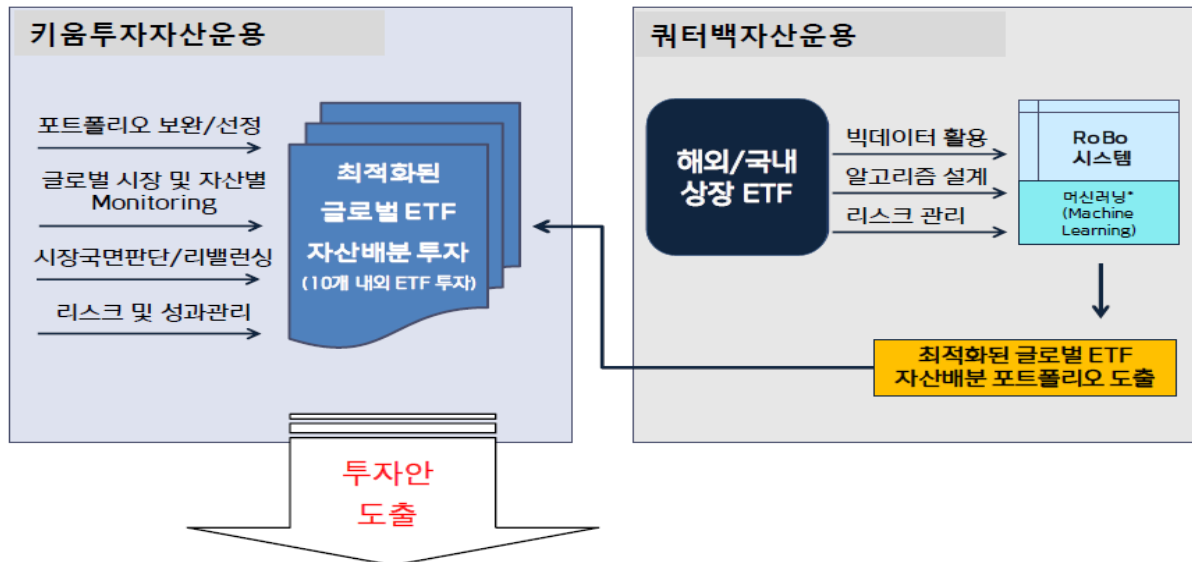 키움투자자산운용
포트폴리오 보완/선정
글로벌 시장 및 자산별
Monitoring
시장국면판단/리밸런싱
리스크 및 성과관리
최적화된
글로벌 ETF
자산배분 투자
(10개 내외 ETF 투자)
투자안
도출
쿼터백자산운용
해외/국내
상장 ETF
빅데이터 활용
알고리즘 설계
리스크 관리
RoBo
시스템
머신러닝*
(Machine
Learning)
최적화된 글로벌 ETF
자산배분 포트폴리오 도출